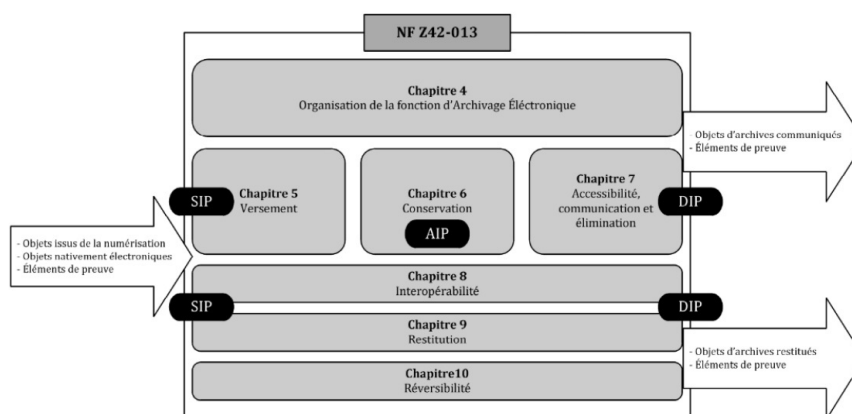 NF Z42-013
Chapitre 4
Organisation de la fonction d'Archivage Éléctronique
- Objets d'archives communiqués
- Éléments de preuve
SIP
Chapitre 5
Versement
Chapitre 6
Conservation
AIP
Chapitre 7
Accessibilité,
communication et
élimination
DIP
- Objets issus de la numérisation
- Objets nativement électroniques
- Éléments de preuve
Chapitre 8
Interopérabilité
SIP
DIP
Chapitre 9
Restitution
- Objets d'archives restitués
- Éléments de preuve
Chapitre10
Réversibilité